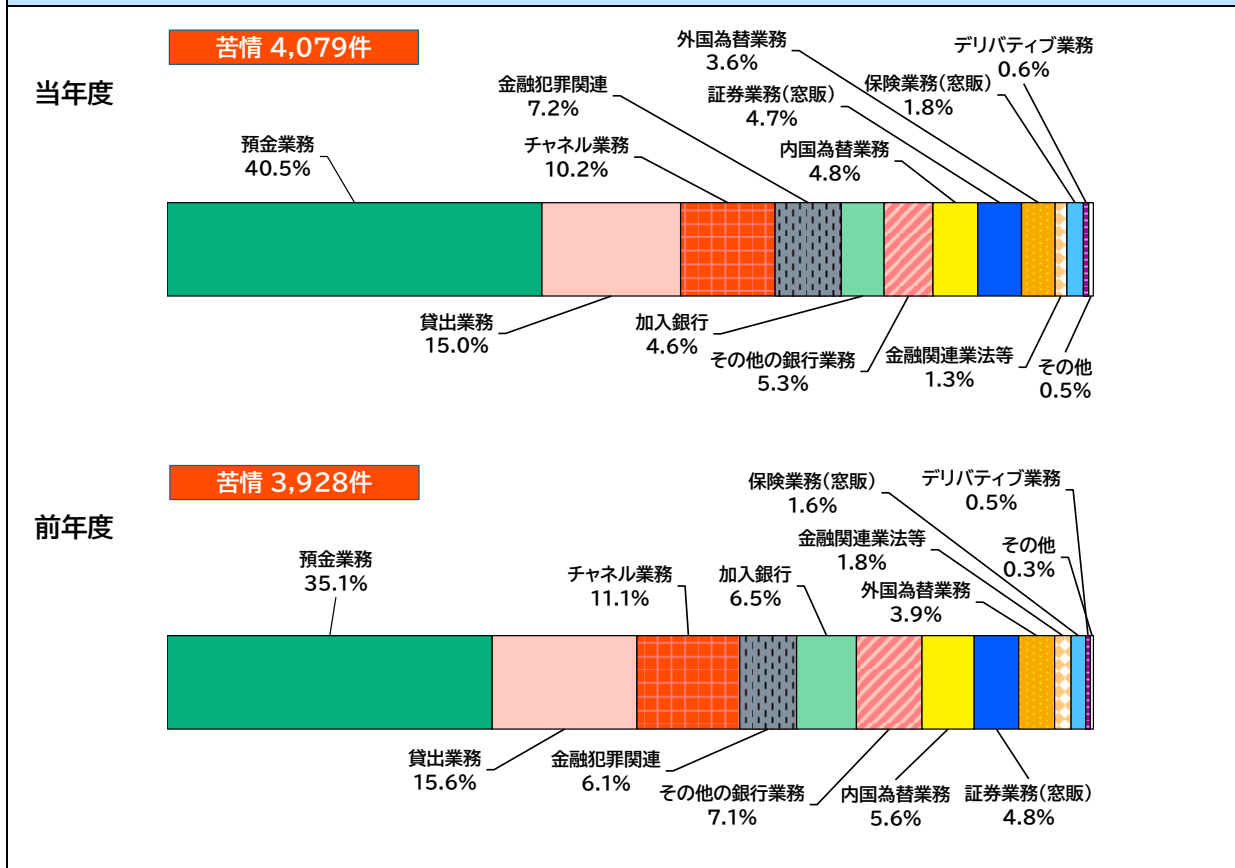 苦情 4,079件
当年度
預金業務
40.5%
貸出業務
15.0%
チャネル業務
10.2%
金融犯罪関連
7.2%
加入銀行
4.6%
その他の銀行業務
5.3%
内国為替業務
4.8%
証券業務(窓販)
4.7%
外国為替業務
3.6%
金融関連業法等
1.3%
保険業務(窓販)
1.8%
デリバティブ業務
0.6%
その他
0.5%
苦情 3,928件
前年度
預金業務
35.1%
貸出業務
15.6%
チャネル業務
11.1%
金融犯罪関連
6.1%
加入銀行
6.5%
その他の銀行業務
7.1%
内国為替業務
5.6%
証券業務(窓販)
4.8%
外国為替業務
3.9%
金融関連業法等
1.8%
保険業務(窓販)
1.6%
デリバティブ業務
0.5%
その他
0.3%